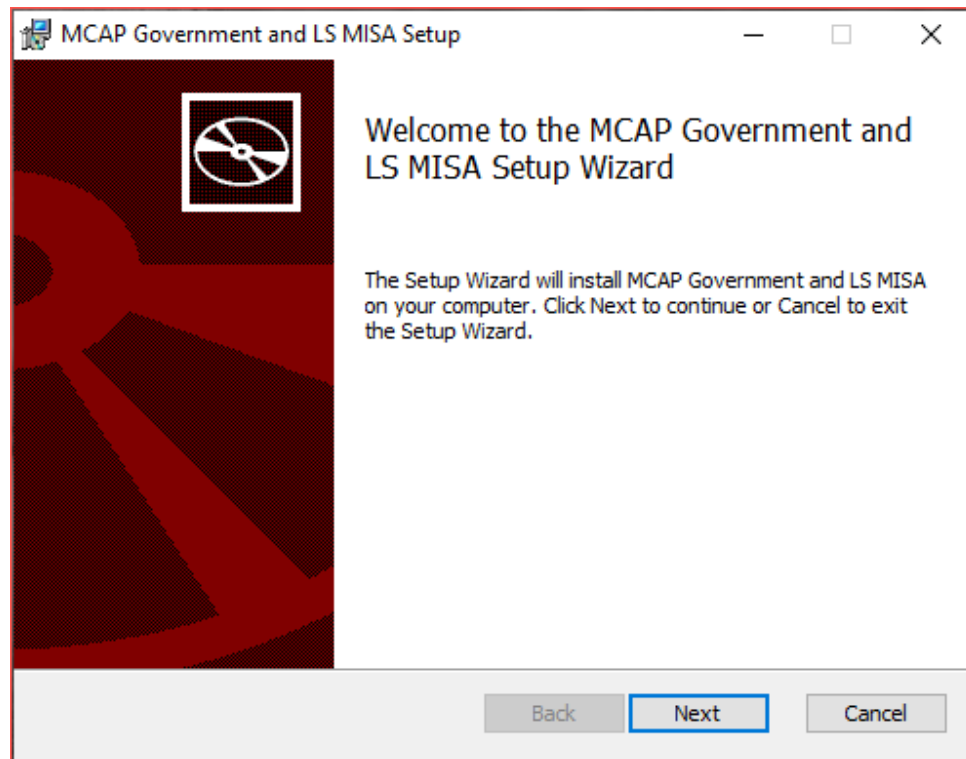 MCAP Government and LS MISA Setup
Welcome to the MCAP Government and
LS MISA Setup Wizard
The Setup Wizard will install MCAP Government and LS MISA
on your computer. Click Next to continue or Cancel to exit
the Setup Wizard.
Back Next Cancel